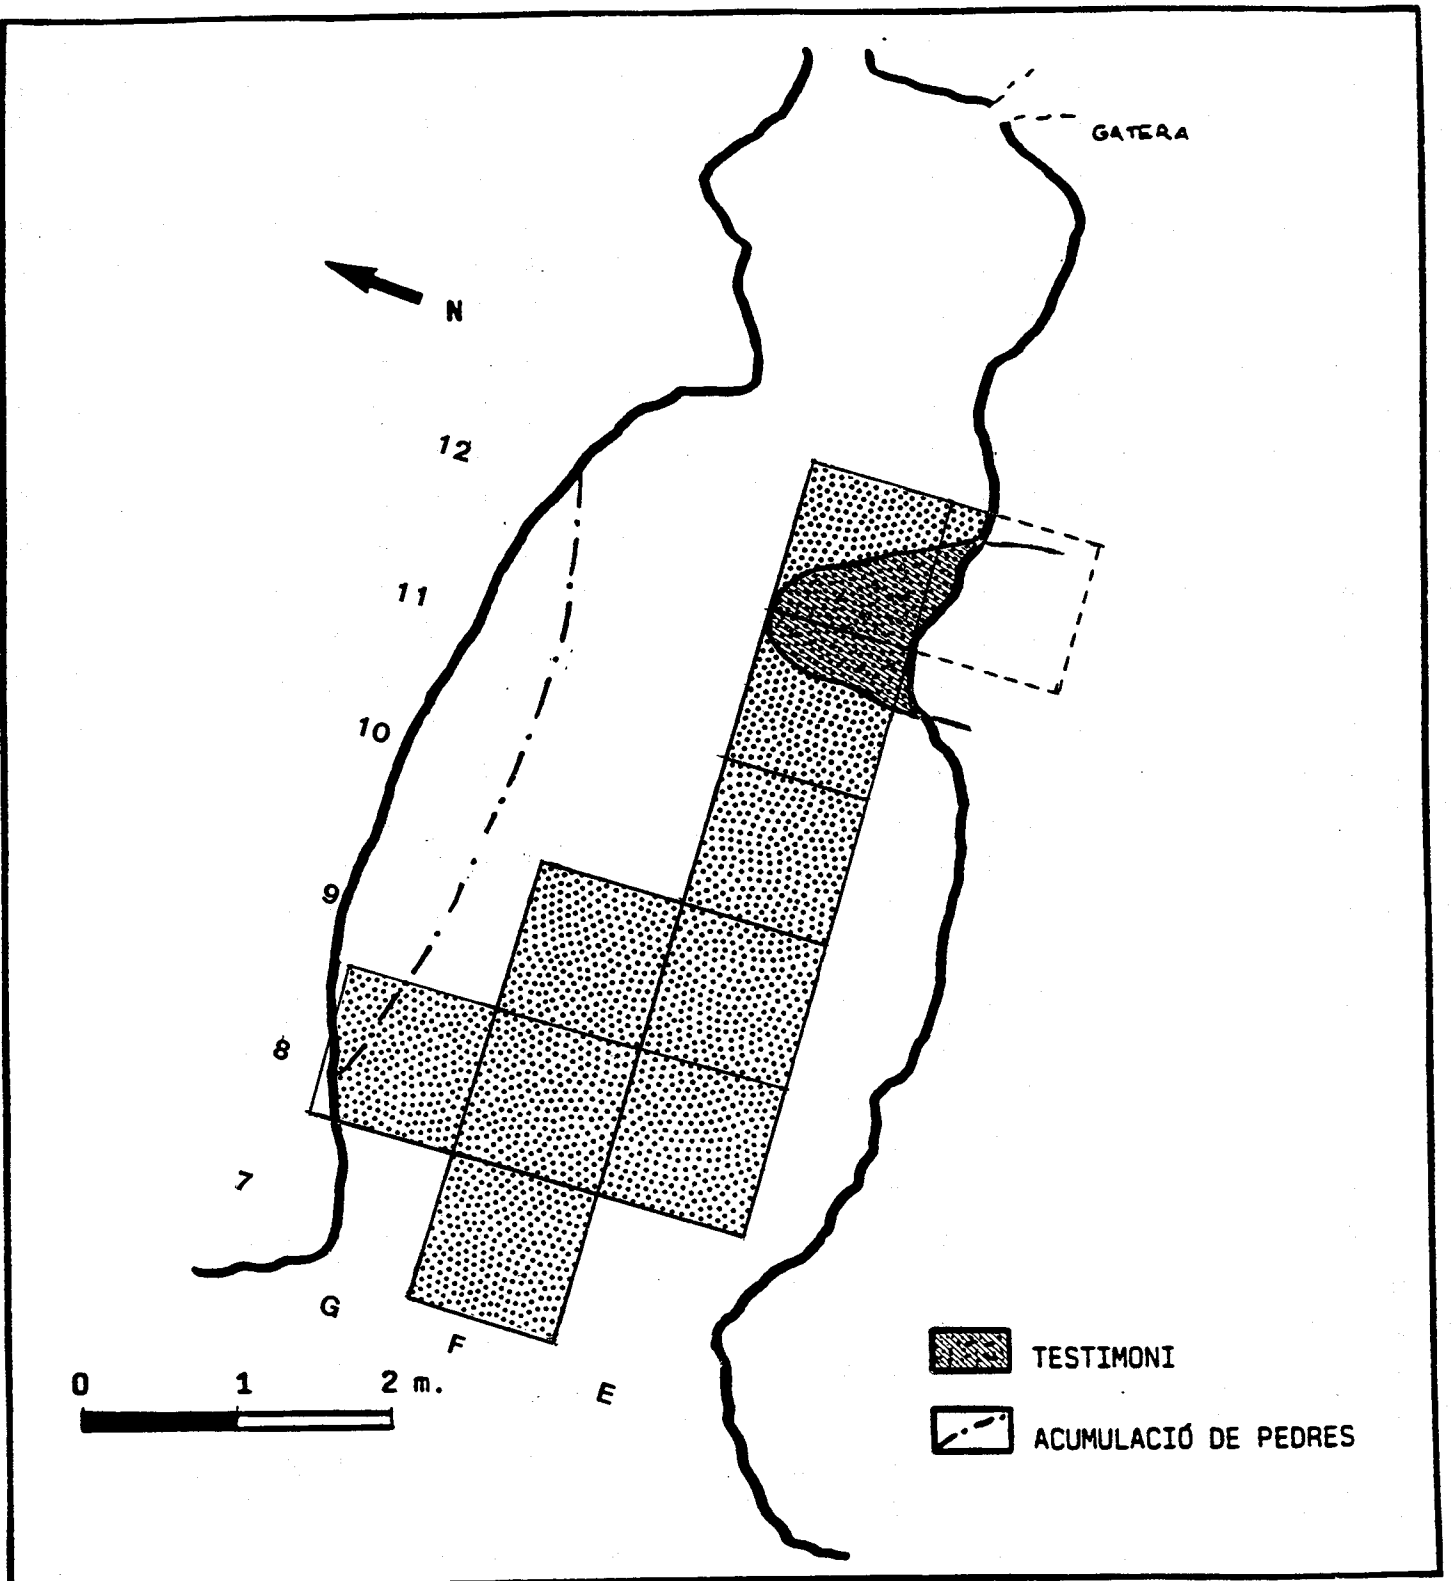 GATERA
N
12
11
10
9
8
7
G
F
E
0 1 2 m.
TESTIMONI
ACUMULACIÓ DE PEDRES